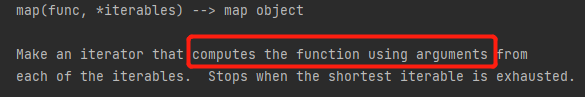 map(func, *iterables) --> map object
Make an iterator that computes the function using arguments from
each of the iterables.  Stops when the shortest iterable is exhausted.